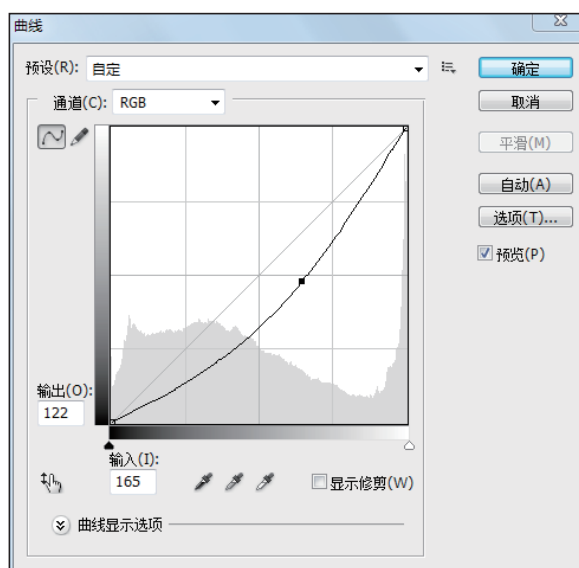 曲线
预设(R): 自定
确定
通道(C): RGB
取消
平滑(M)
自动(A)
选项(T)...
预览(P)
输出(O):
122
输入(I):
165
显示修剪(W)
曲线显示选项